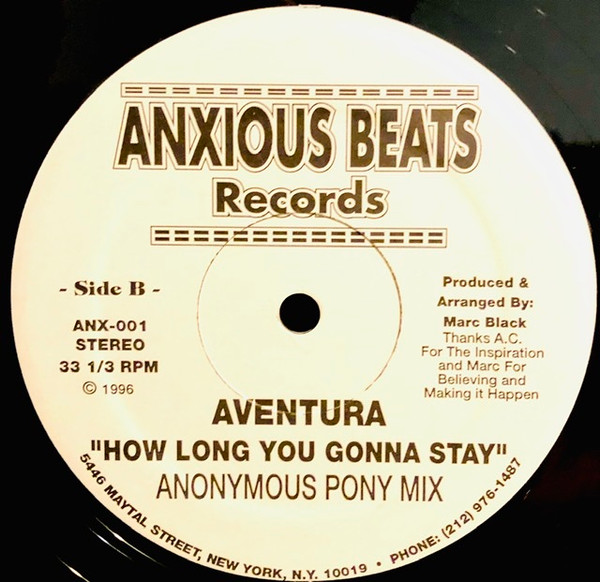 ANXIOUS BEATS
Records
- Side B -
ANX-001
STEREO
33 1/3 RPM
© 1996
Produced &
Arranged By:
Marc Black
Thanks A.C.
For The Inspiration
and Marc For
Believing and
Making it Happen
AVENTURA
"HOW LONG YOU GONNA STAY"
ANONYMOUS PONY MIX
5446 MAYTAL STREET, NEW YORK, N.Y. 10019 • PHONE: (212) 976-1487